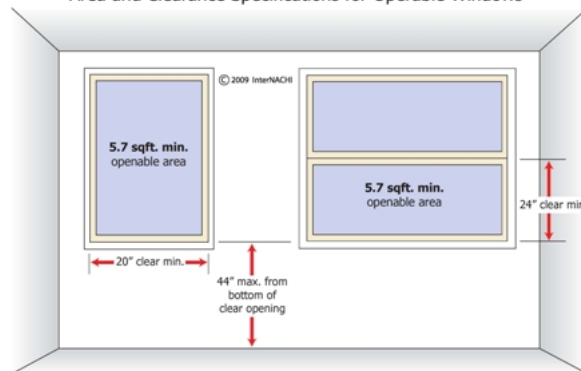 Area and Clearance Specifications for Operable Windows
© 2009 InterNACHI
5.7 sqft. min.
openable area
5.7 sqft. min.
openable area
24" clear min
20" clear min.
44" max. from
bottom of
clear opening